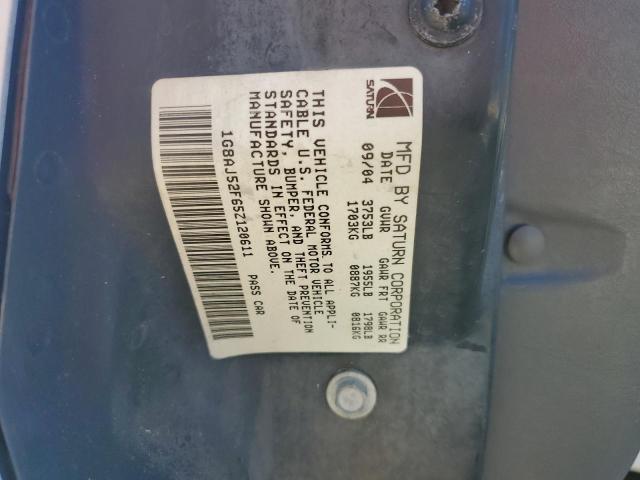 SATURN
MFD BY SATURN CORPORATION
DATE GVWR GAWR FRT GAWR RR
09/04 3753LB 1955LB 1798LB
1703KG 0887KG 0816KG
THIS VEHICLE CONFORMS TO ALL APPLI-
CABLE U.S. FEDERAL MOTOR VEHICLE
SAFETY, BUMPER, AND THEFT PREVENTION
STANDARDS IN EFFECT ON THE DATE OF
MANUFACTURE SHOWN ABOVE.
1G8AJ52F65Z120611 PASS CAR